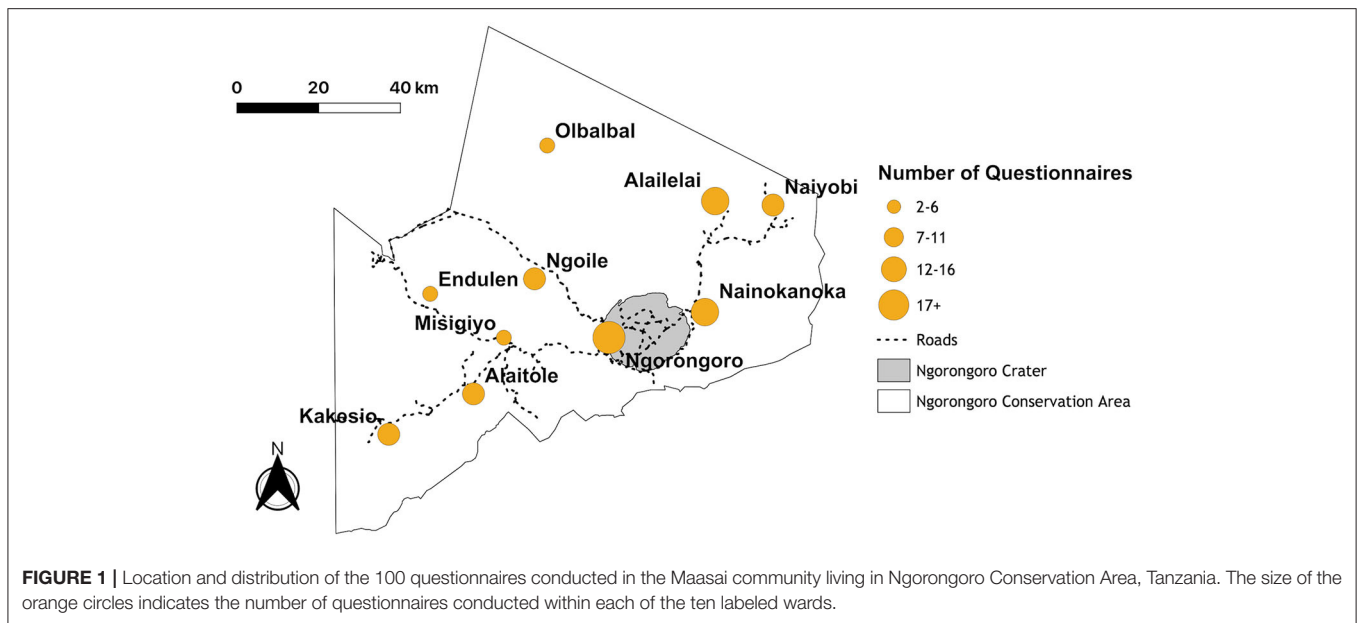 0 20 40 km
Olbalbal
Alailelai
Naiyobi
Ngoile
Endulen
Nainokanoka
Misigiyo
Ngorongoro
Alaitole
Kakesio
N
Number of Questionnaires
2-6
7-11
12-16
17+
Roads
Ngorongoro Crater
Ngorongoro Conservation Area
FIGURE 1 | Location and distribution of the 100 questionnaires conducted in the Maasai community living in Ngorongoro Conservation Area, Tanzania. The size of the
orange circles indicates the number of questionnaires conducted within each of the ten labeled wards.